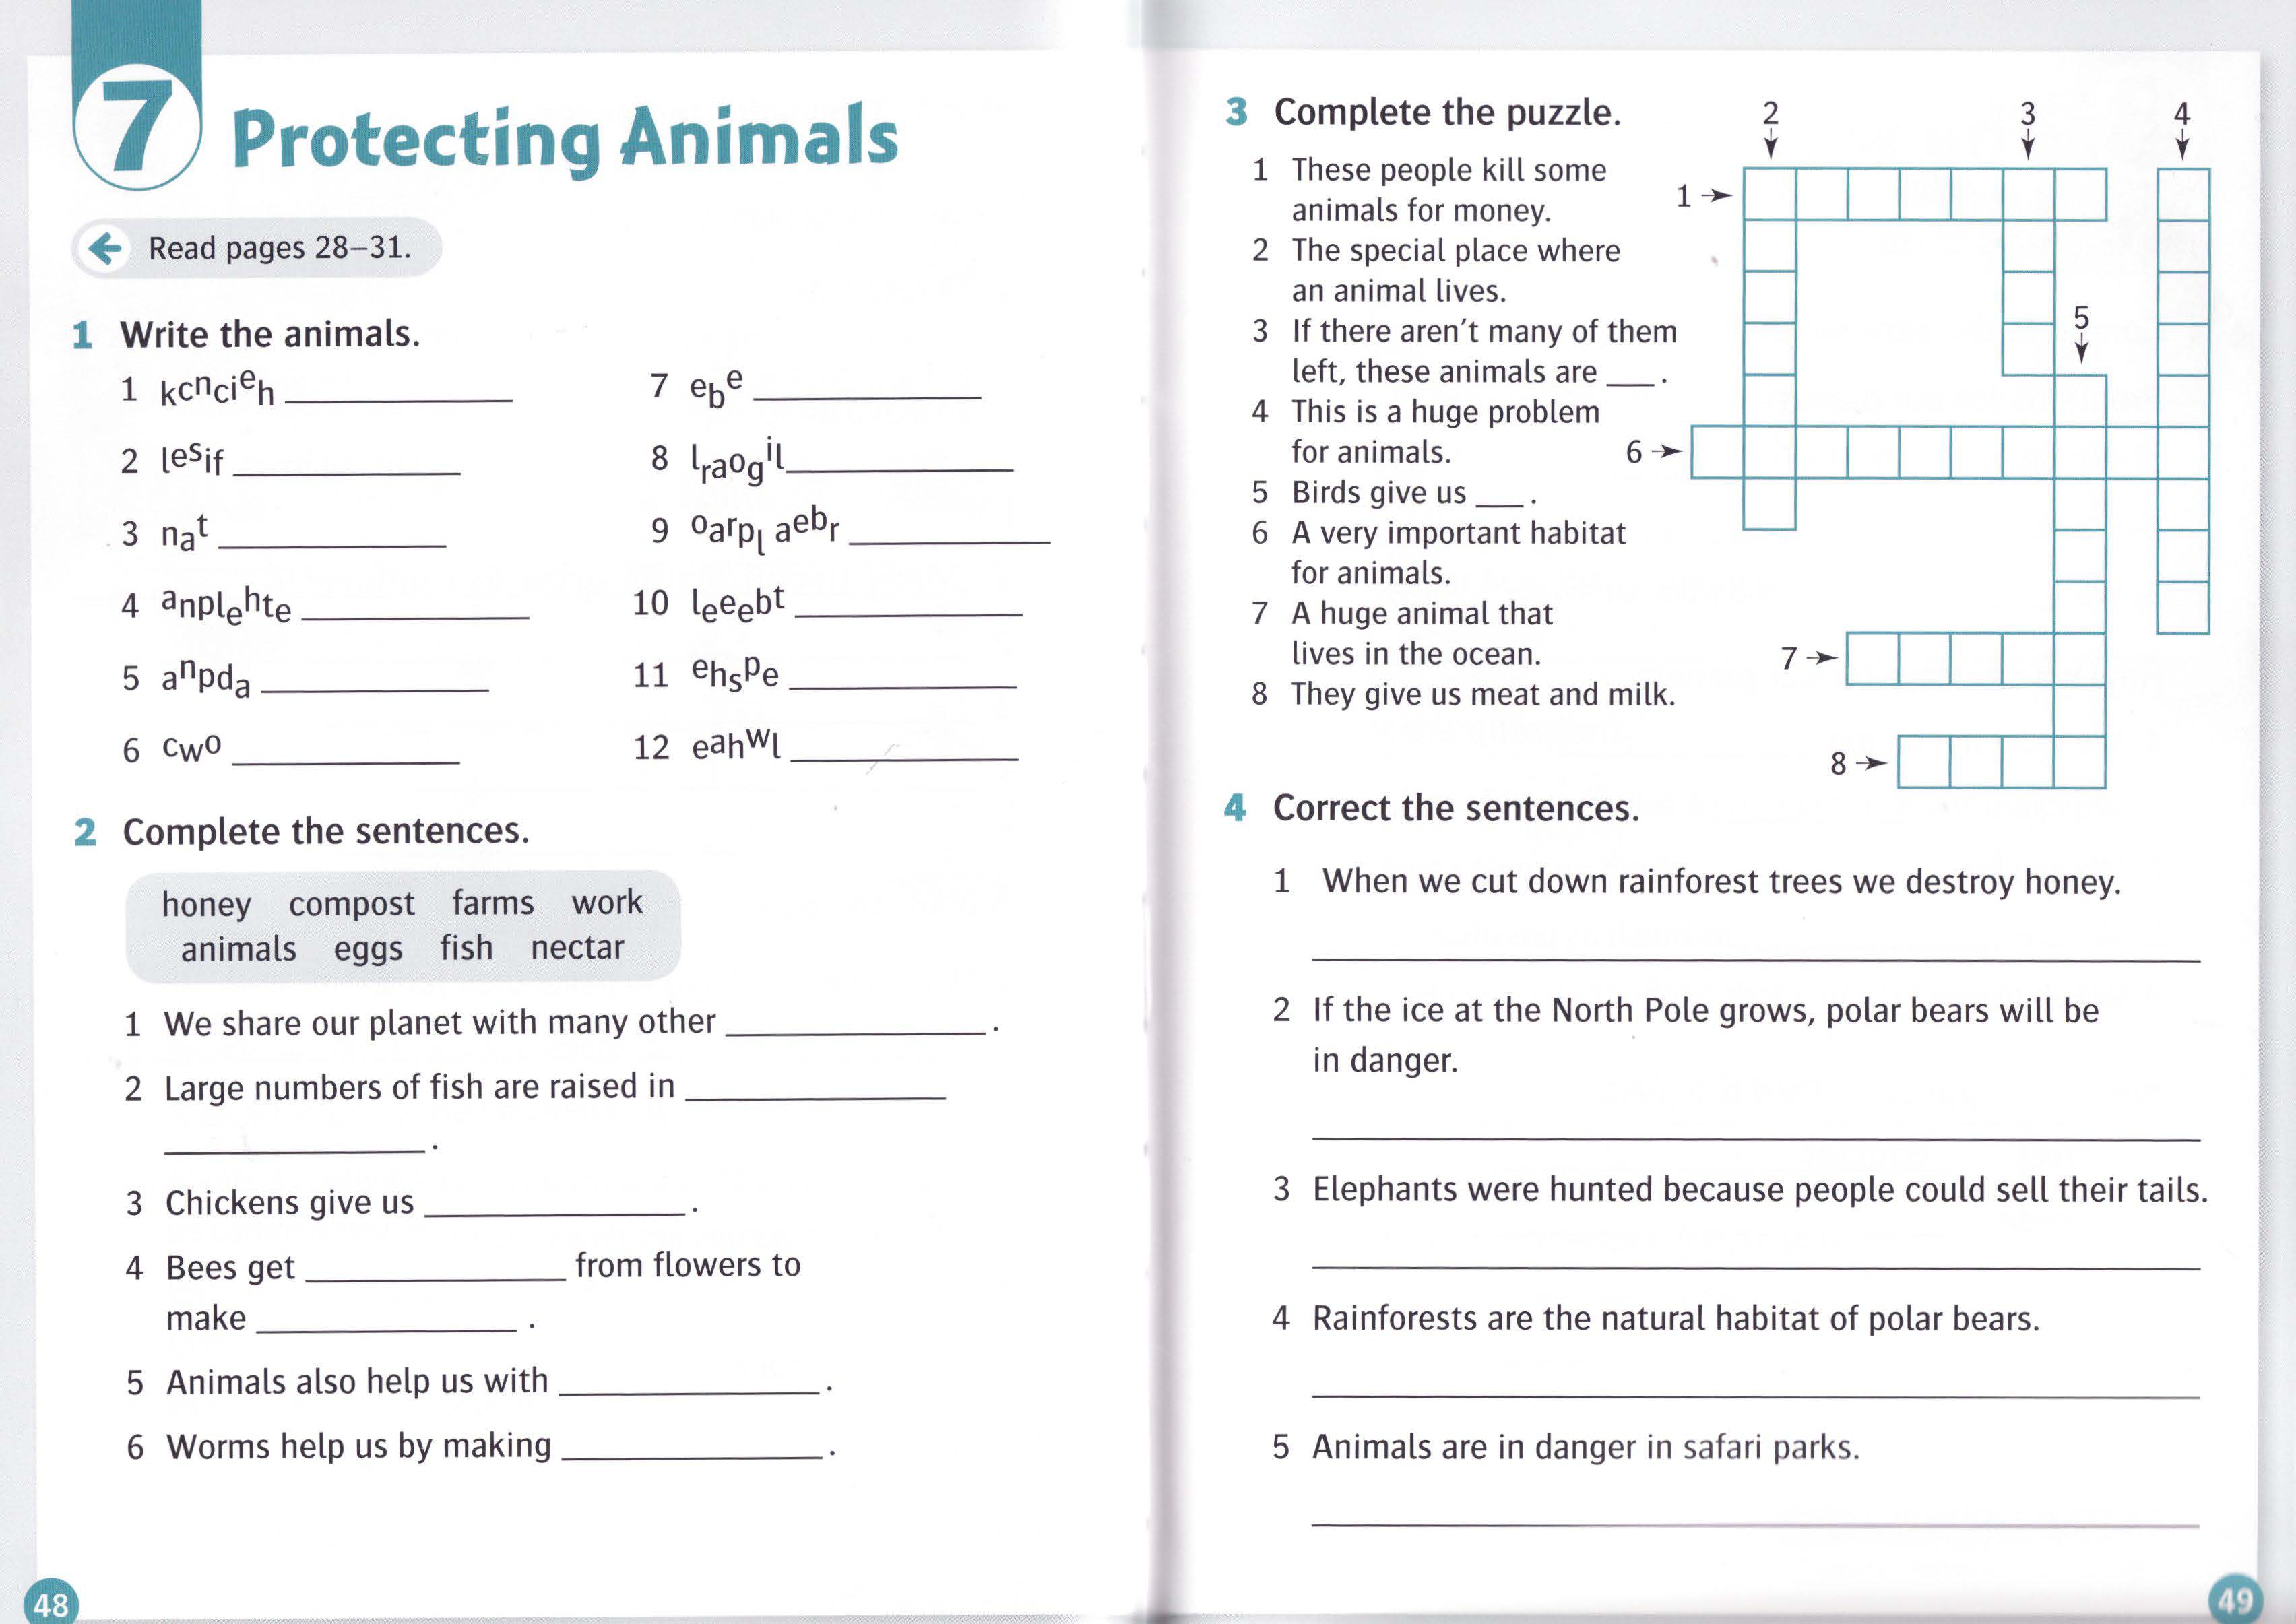 7 Protecting Animals
← Read pages 28–31.
1 Write the animals.
1 kcncieh ____________
2 lesif ____________
3 nat ____________
4 anplehte ____________
5 anpda ____________
6 cwo ____________
7 ebe ____________
8 lraogil ____________
9 oarpl aebr ____________
10 leeebt ____________
11 ehspe ____________
12 eahwl ____________
2 Complete the sentences.
honey compost farms work
animals eggs fish nectar
1 We share our planet with many other ____________ .
2 Large numbers of fish are raised in ____________
____________ .
3 Chickens give us ____________ .
4 Bees get ____________ from flowers to
make ____________ .
5 Animals also help us with ____________ .
6 Worms help us by making ____________ .
48
3 Complete the puzzle.
1 These people kill some
animals for money.
2 The special place where
an animal lives.
3 If there aren't many of them
left, these animals are ___ .
4 This is a huge problem
for animals.
5 Birds give us ___ .
6 A very important habitat
for animals.
7 A huge animal that
lives in the ocean.
8 They give us meat and milk.
2 3 4
1
5
6
7
8
4 Correct the sentences.
1 When we cut down rainforest trees we destroy honey.
2 If the ice at the North Pole grows, polar bears will be
in danger.
3 Elephants were hunted because people could sell their tails.
4 Rainforests are the natural habitat of polar bears.
5 Animals are in danger in safari parks.
49